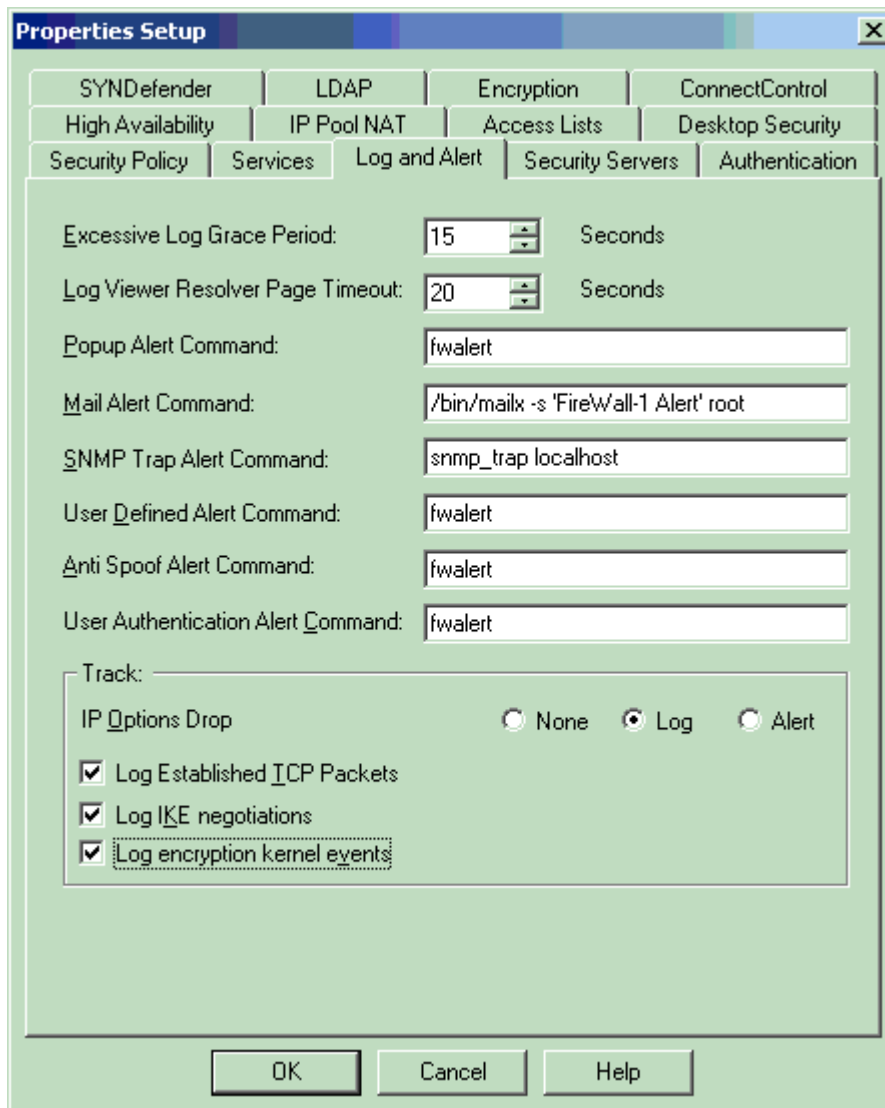 Properties Setup
SYNDefender LDAP Encryption ConnectControl
High Availability IP Pool NAT Access Lists Desktop Security
Security Policy Services Log and Alert Security Servers Authentication
Excessive Log Grace Period: 15 Seconds
Log Viewer Resolver Page Timeout: 20 Seconds
Popup Alert Command: fwalert
Mail Alert Command: /bin/mailx -s 'FireWall-1 Alert' root
SNMP Trap Alert Command: snmp_trap localhost
User Defined Alert Command: fwalert
Anti Spoof Alert Command: fwalert
User Authentication Alert Command: fwalert
Track:
IP Options Drop None Log Alert
Log Established TCP Packets
Log IKE negotiations
Log encryption kernel events
OK Cancel Help